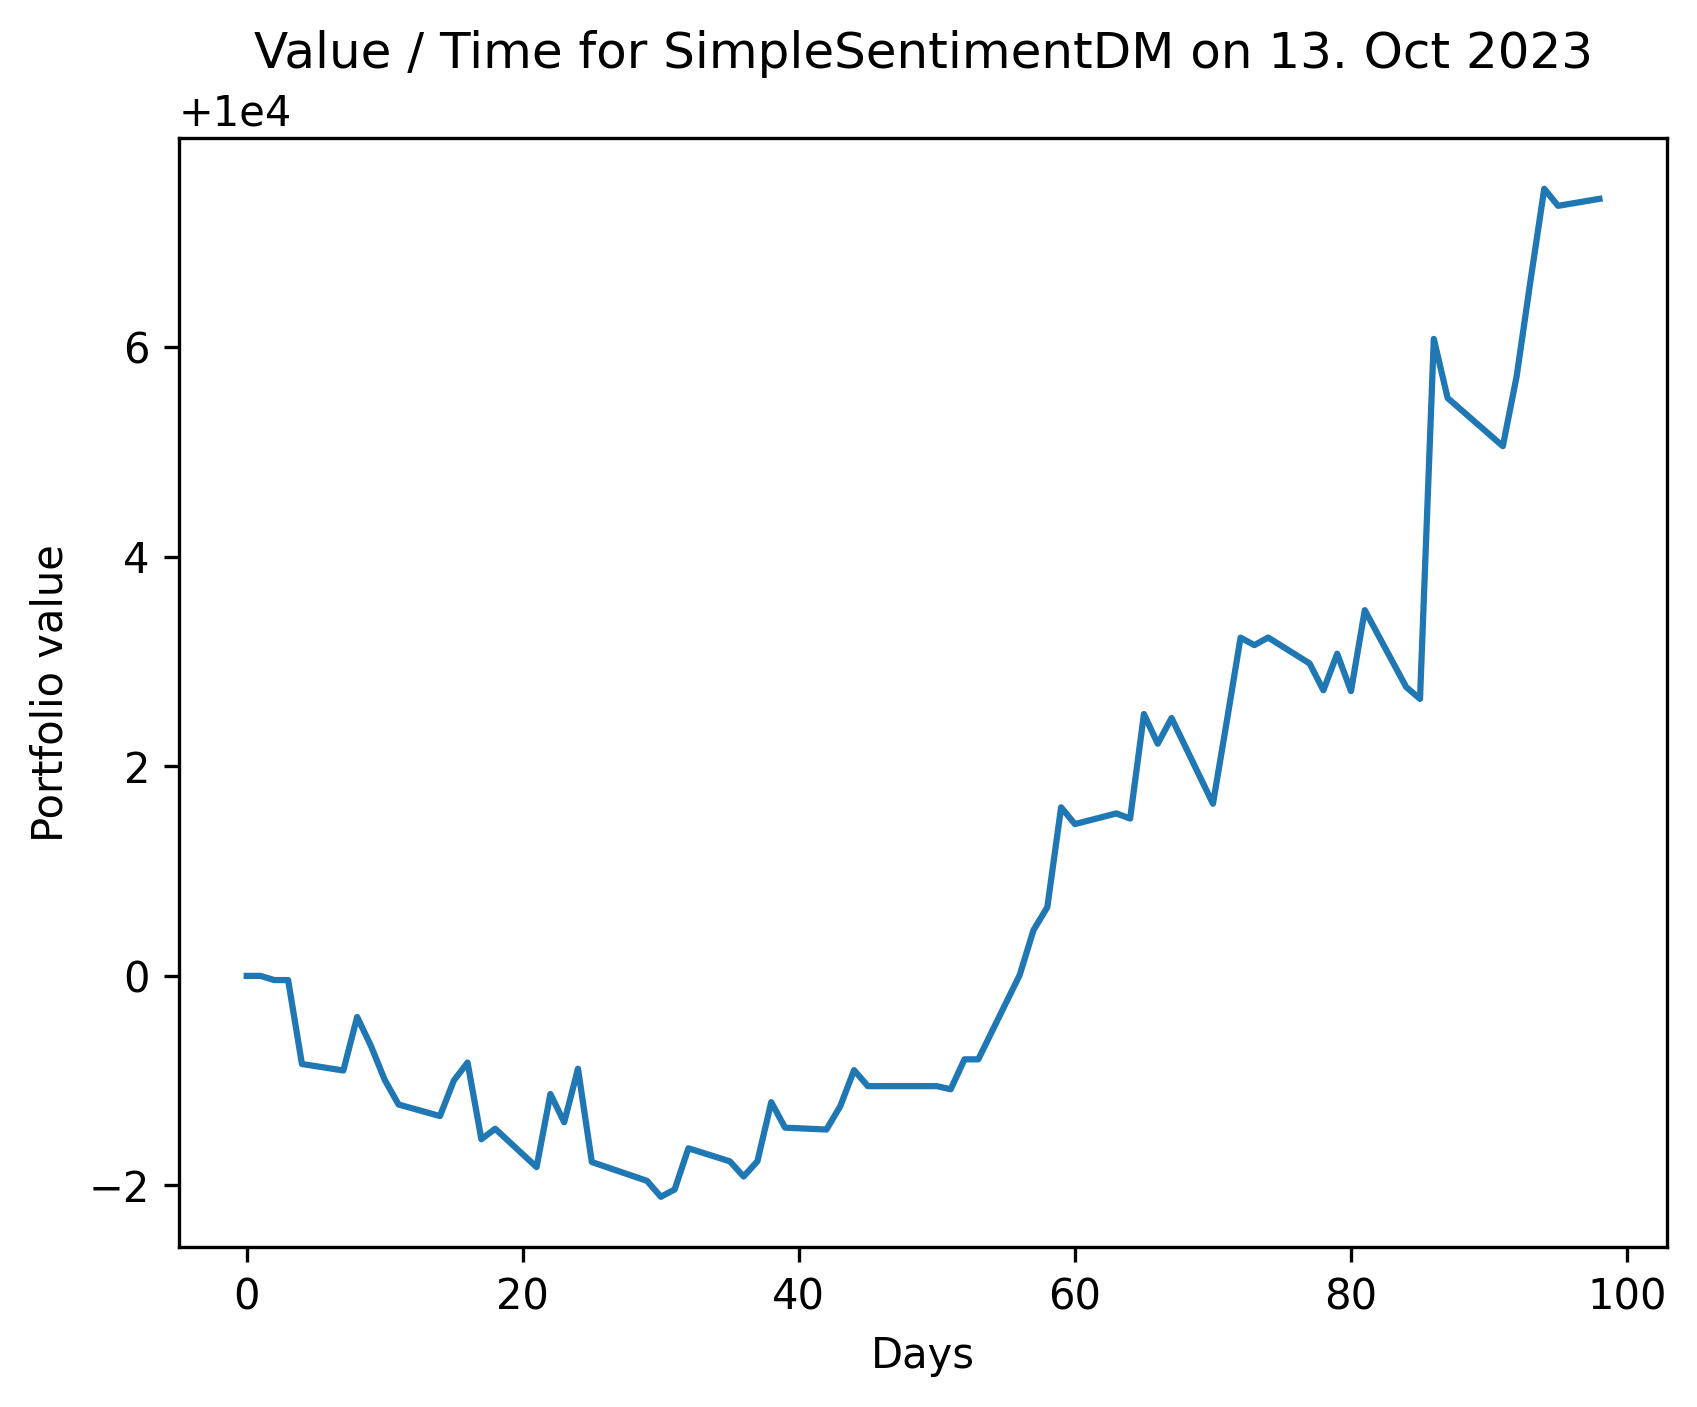 Value / Time for SimpleSentimentDM on 13. Oct 2023
+1e4
6
4
2
0
−2
Portfolio value
0 20 40 60 80 100
Days